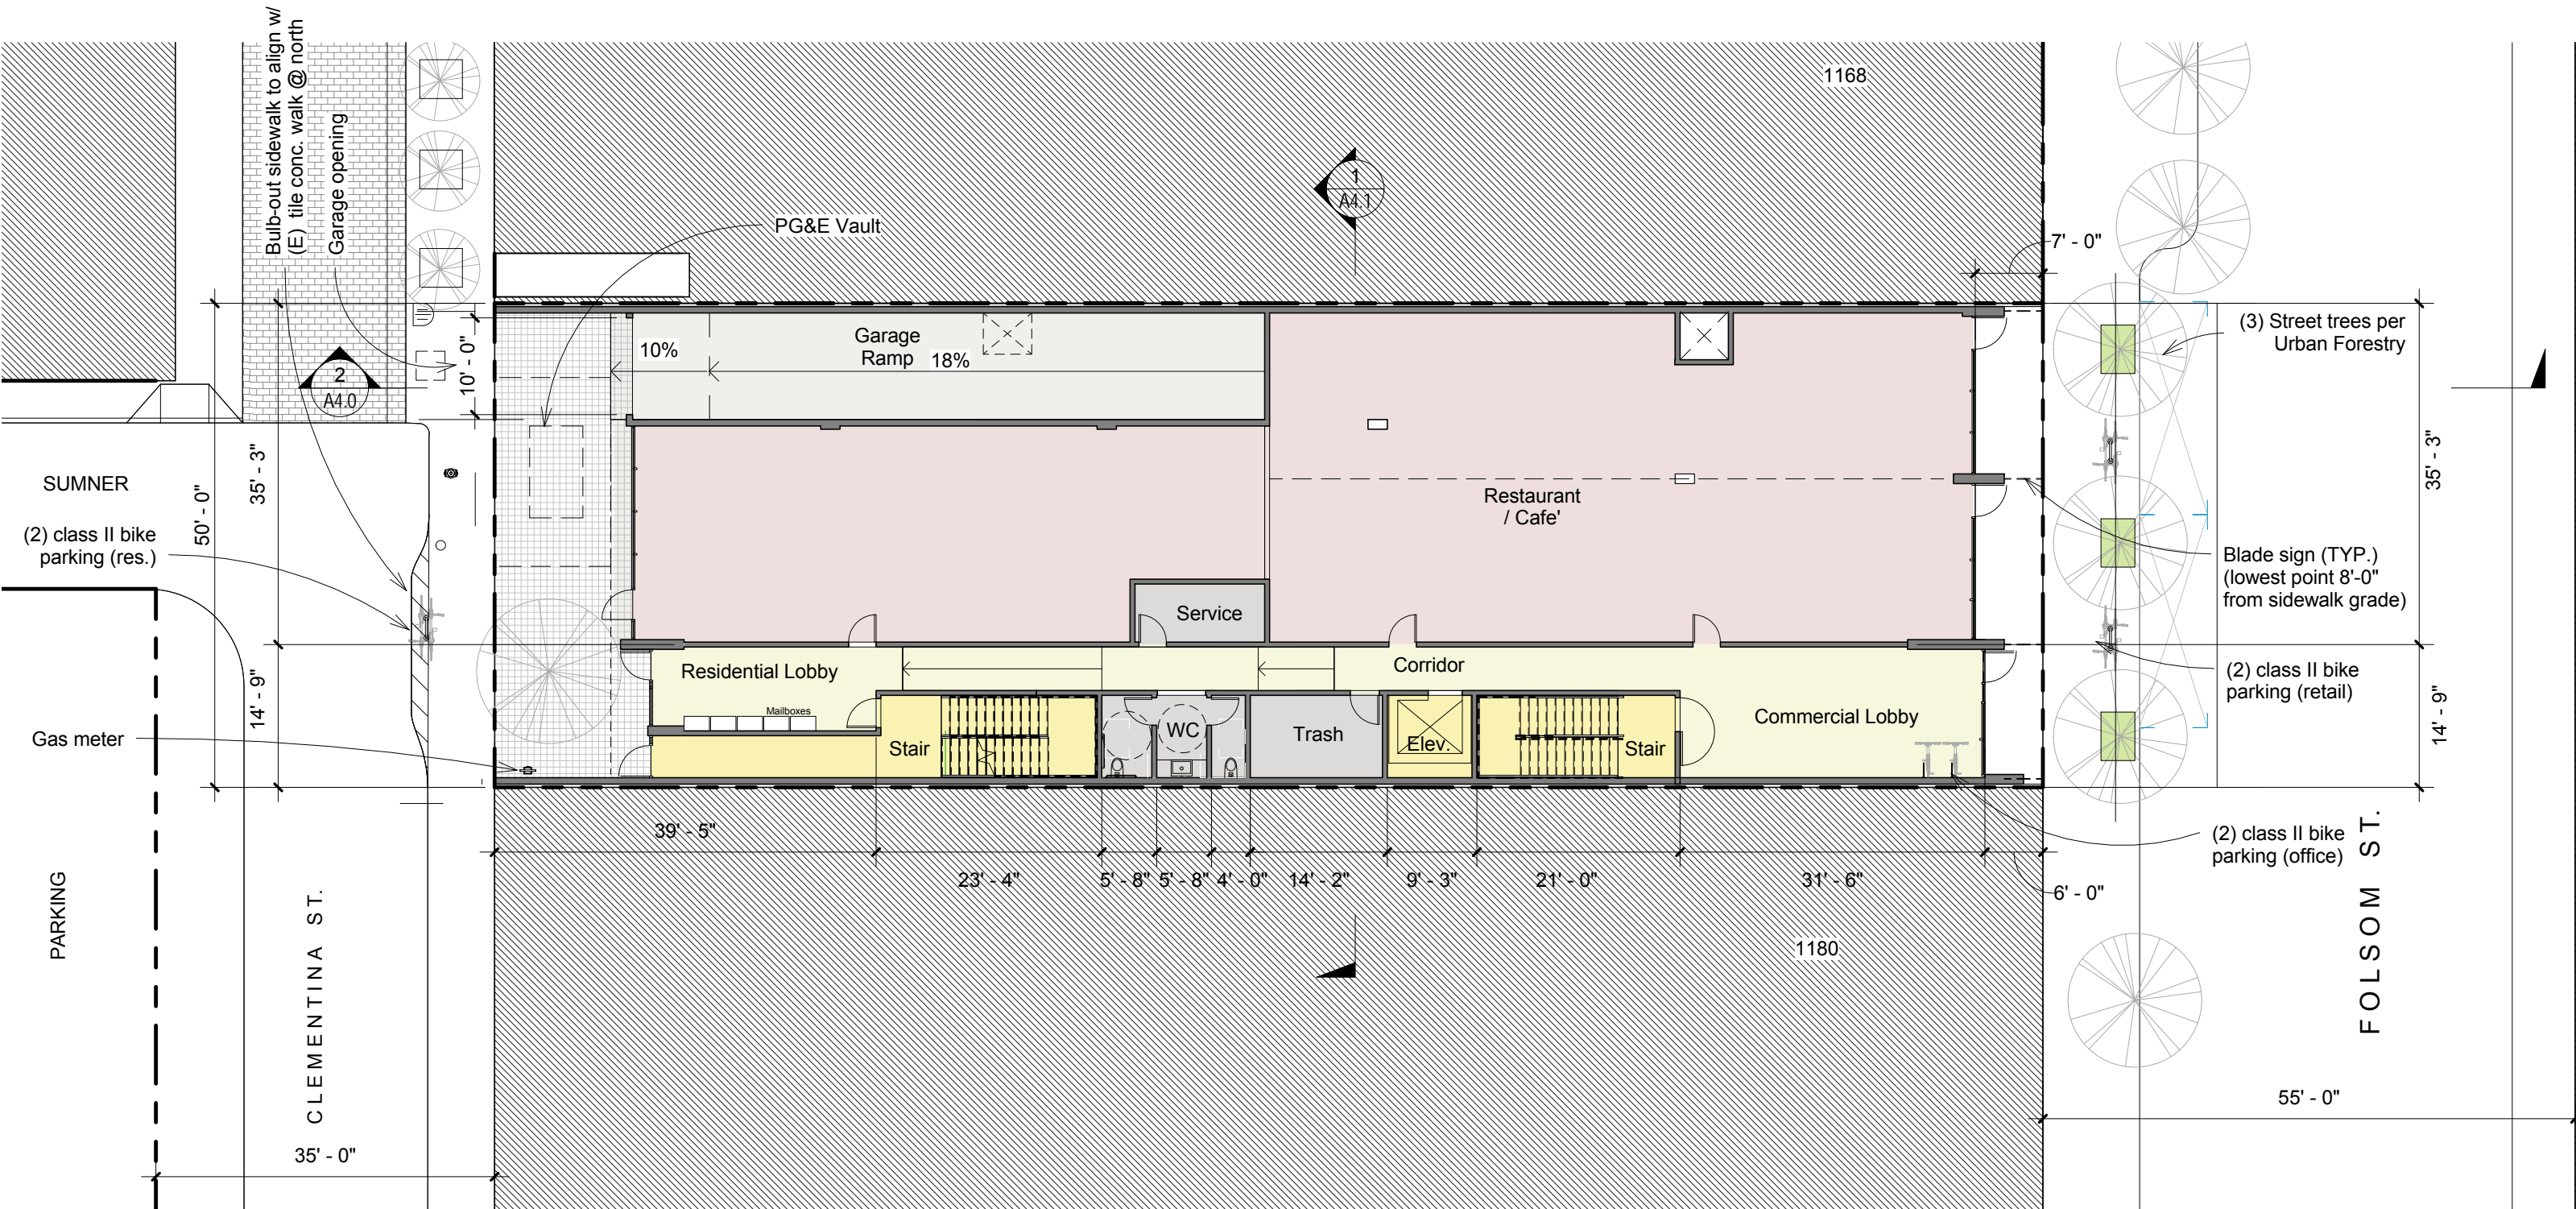 Bulb-out sidewalk to align w/
(E) tile conc. walk @ north
Garage opening
1168
1
A4.1
PG&E Vault
7' - 0"
(3) Street trees per
Urban Forestry
10' - 0"
10%
Garage
Ramp
18%
2
A4.0
SUMNER
50' - 0"
35' - 3"
35' - 3"
(2) class II bike
parking (res.)
Restaurant
/ Cafe'
Blade sign (TYP.)
(lowest point 8'-0"
from sidewalk grade)
Service
Residential Lobby
Corridor
(2) class II bike
parking (retail)
14' - 9"
14' - 9"
Mailboxes
Gas meter
Stair
WC
Trash
Elev.
Stair
Commercial Lobby
(2) class II bike
parking (office)
39' - 5"
23' - 4"
5' - 8"
5' - 8"
4' - 0"
14' - 2"
9' - 3"
21' - 0"
31' - 6"
6' - 0"
PARKING
CLEMENTINA ST.
1180
FOLSOM ST.
35' - 0"
55' - 0"